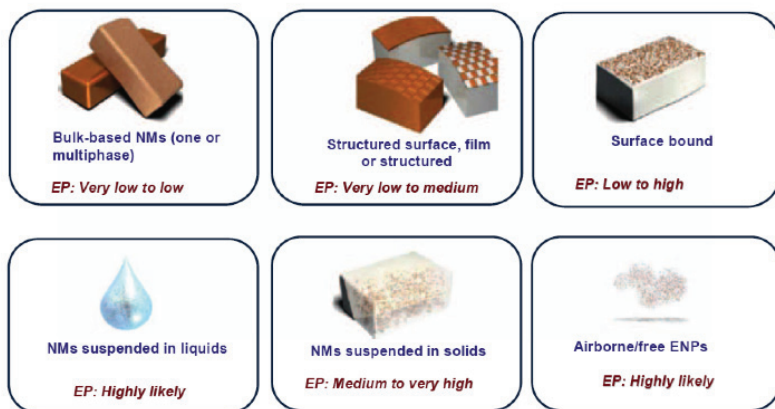 Bulk-based NMs (one or
multiphase)
EP: Very low to low
Structured surface, film
or structured
EP: Very low to medium
Surface bound
EP: Low to high
NMs suspended in liquids
EP: Highly likely
NMs suspended in solids
EP: Medium to very high
Airborne/free ENPs
EP: Highly likely